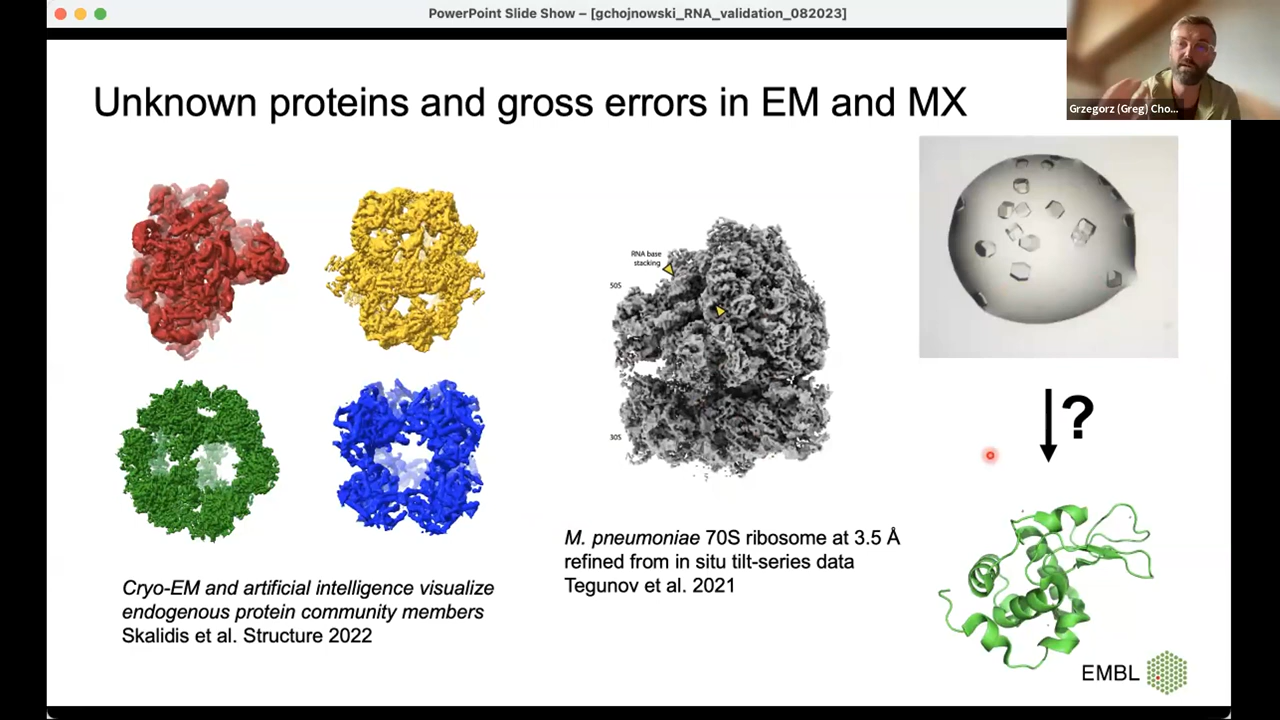 PowerPoint Slide Show – [gchojnowski_RNA_validation_082023]
Grzegorz (Greg) Cho...
Unknown proteins and gross errors in EM and MX
RNA base
stacking
50S
30S
?
Cryo-EM and artificial intelligence visualize
endogenous protein community members
Skalidis et al. Structure 2022
M. pneumoniae 70S ribosome at 3.5 Å
refined from in situ tilt-series data
Tegunov et al. 2021
EMBL